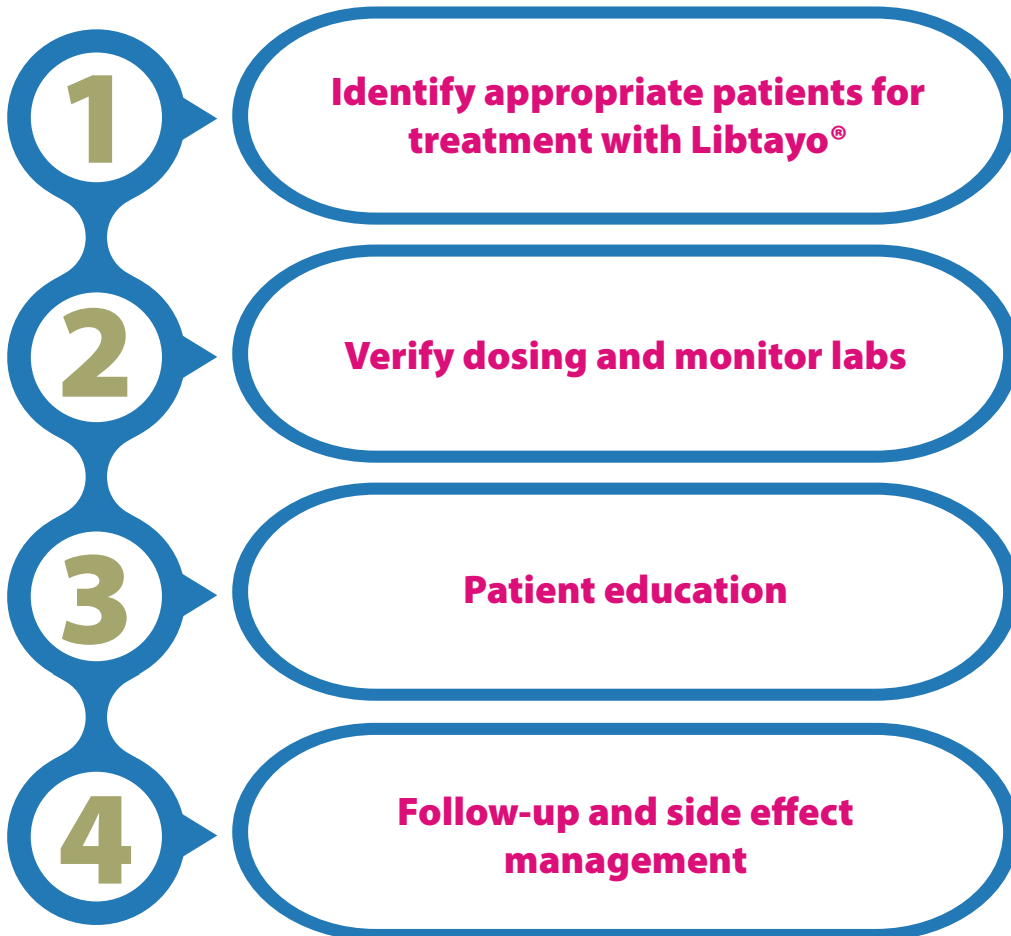 1
Identify appropriate patients for
treatment with Libtayo®
2
Verify dosing and monitor labs
3
Patient education
4
Follow-up and side effect
management